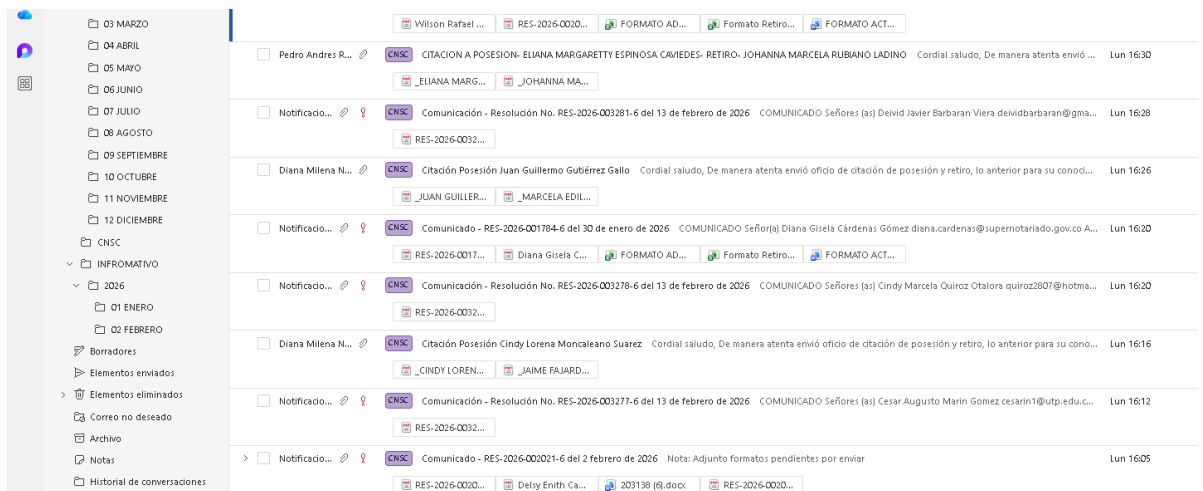 03 MARZO
04 ABRIL
05 MAYO
06 JUNIO
07 JULIO
08 AGOSTO
09 SEPTIEMBRE
10 OCTUBRE
11 NOVIEMBRE
12 DICIEMBRE
CNSC
INFROMATIVO
2026
01 ENERO
02 FEBRERO
Borradores
Elementos enviados
Elementos eliminados
Correo no deseado
Archivo
Notas
Historial de conversaciones
Wilson Rafael ... RES-2026-0020... FORMATO AD... Formato Retiro... FORMATO ACT...
Pedro Andres R... CNSC CITACION A POSESION- ELIANA MARGARETTY ESPINOSA CAVIEDES- RETIRO- JOHANNA MARCELA RUBIANO LADINO Cordial saludo, De manera atenta envió ... Lun 16:30
_ELIANA MARG... _JOHANNA MA...
Notificacio... CNSC Comunicación - Resolución No. RES-2026-003281-6 del 13 de febrero de 2026 COMUNICADO Señores (as) Deivid Javier Barbaran Viera deividbarbaran@gma... Lun 16:28
RES-2026-0032...
Diana Milena N... CNSC Citación Posesión Juan Guillermo Gutiérrez Gallo Cordial saludo, De manera atenta envió oficio de citación de posesión y retiro, lo anterior para su conoci... Lun 16:26
_JUAN GUILLER... _MARCELA EDIL...
Notificacio... CNSC Comunicado - RES-2026-001784-6 del 30 de enero de 2026 COMUNICADO Señor(a) Diana Gisela Cárdenas Gómez diana.cardenas@supernotariado.gov.co A... Lun 16:20
RES-2026-0017... Diana Gisela C... FORMATO AD... Formato Retiro... FORMATO ACT...
Notificacio... CNSC Comunicación - Resolución No. RES-2026-003278-6 del 13 de febrero de 2026 COMUNICADO Señores (as) Cindy Marcela Quiroz Otalora quiroz2807@hotma... Lun 16:20
RES-2026-0032...
Diana Milena N... CNSC Citación Posesión Cindy Lorena Moncaleano Suarez Cordial saludo, De manera atenta envió oficio de citación de posesión y retiro, lo anterior para su cono... Lun 16:16
_CINDY LOREN... _JAIME FAJARD...
Notificacio... CNSC Comunicación - Resolución No. RES-2026-003277-6 del 13 de febrero de 2026 COMUNICADO Señores (as) Cesar Augusto Marin Gomez cesarin1@utp.edu.c... Lun 16:12
RES-2026-0032...
Notificacio... CNSC Comunicado - RES-2026-002021-6 del 2 febrero de 2026 Nota: Adjunto formatos pendientes por enviar Lun 16:05
RES-2026-0020... Delsy Enith Ca... 203138 (6).docx RES-2026-0020...